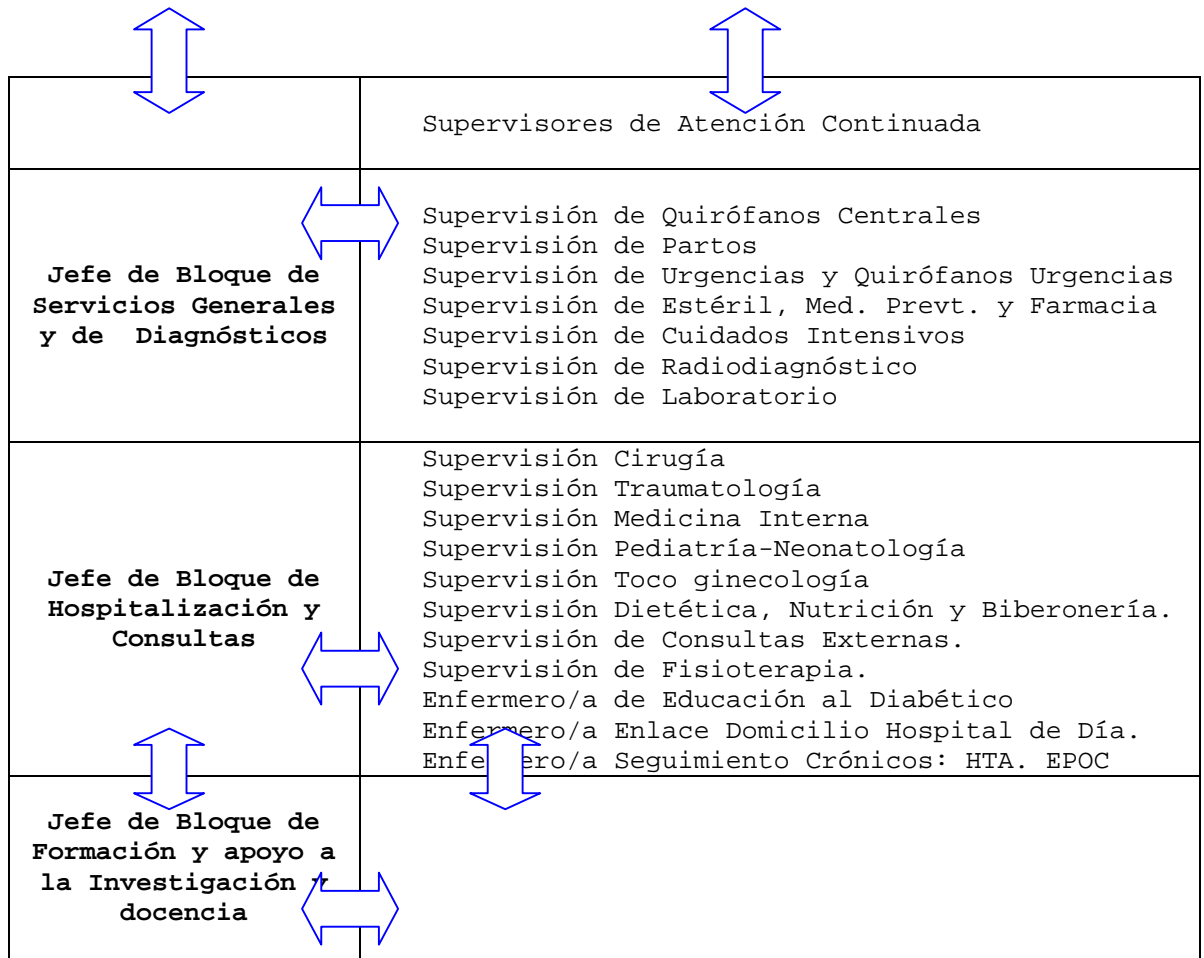 Supervisores de Atención Continuada
Jefe de Bloque de
Servicios Generales
y de Diagnósticos
Supervisión de Quirófanos Centrales
Supervisión de Partos
Supervisión de Urgencias y Quirófanos Urgencias
Supervisión de Estéril, Med. Prevt. y Farmacia
Supervisión de Cuidados Intensivos
Supervisión de Radiodiagnóstico
Supervisión de Laboratorio
Jefe de Bloque de
Hospitalización y
Consultas
Supervisión Cirugía
Supervisión Traumatología
Supervisión Medicina Interna
Supervisión Pediatría-Neonatología
Supervisión Toco ginecología
Supervisión Dietética, Nutrición y Biberonería.
Supervisión de Consultas Externas.
Supervisión de Fisioterapia.
Enfermero/a de Educación al Diabético
Enfermero/a Enlace Domicilio Hospital de Día.
Enfermero/a Seguimiento Crónicos: HTA. EPOC
Jefe de Bloque de
Formación y apoyo a
la Investigación y
docencia